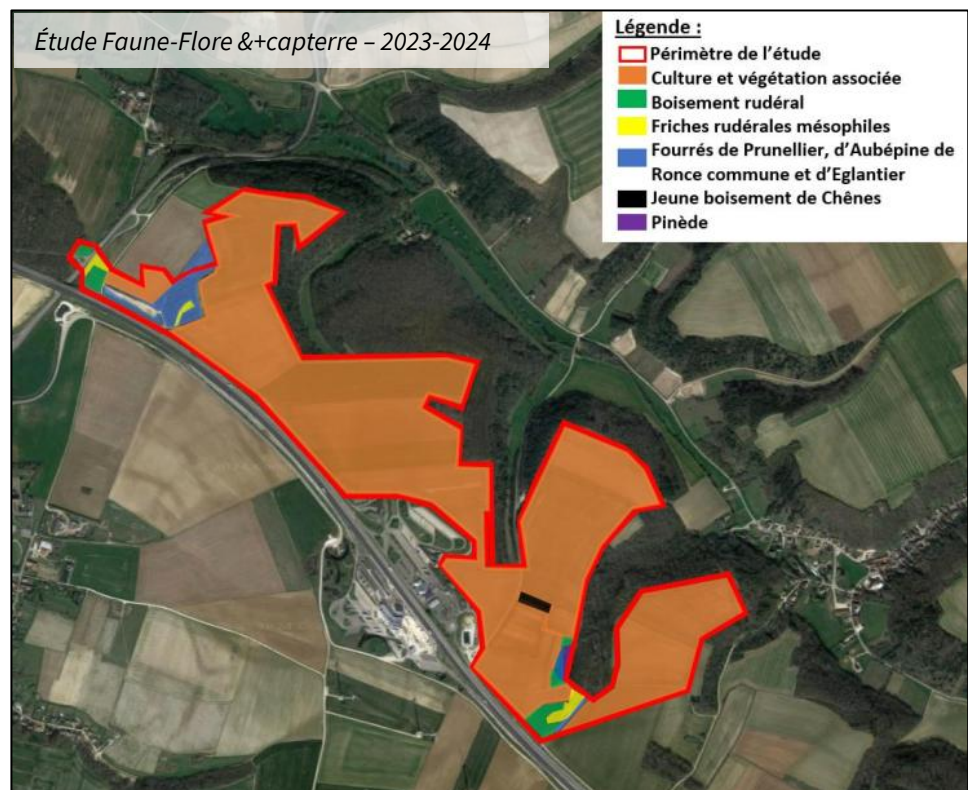 Étude Faune-Flore &+capterre – 2023-2024
Légende :
Périmètre de l'étude
Culture et végétation associée
Boisement rudéral
Friches rudérales mésophiles
Fourrés de Prunellier, d'Aubépine de
Ronce commune et d'Eglantier
Jeune boisement de Chênes
Pinède